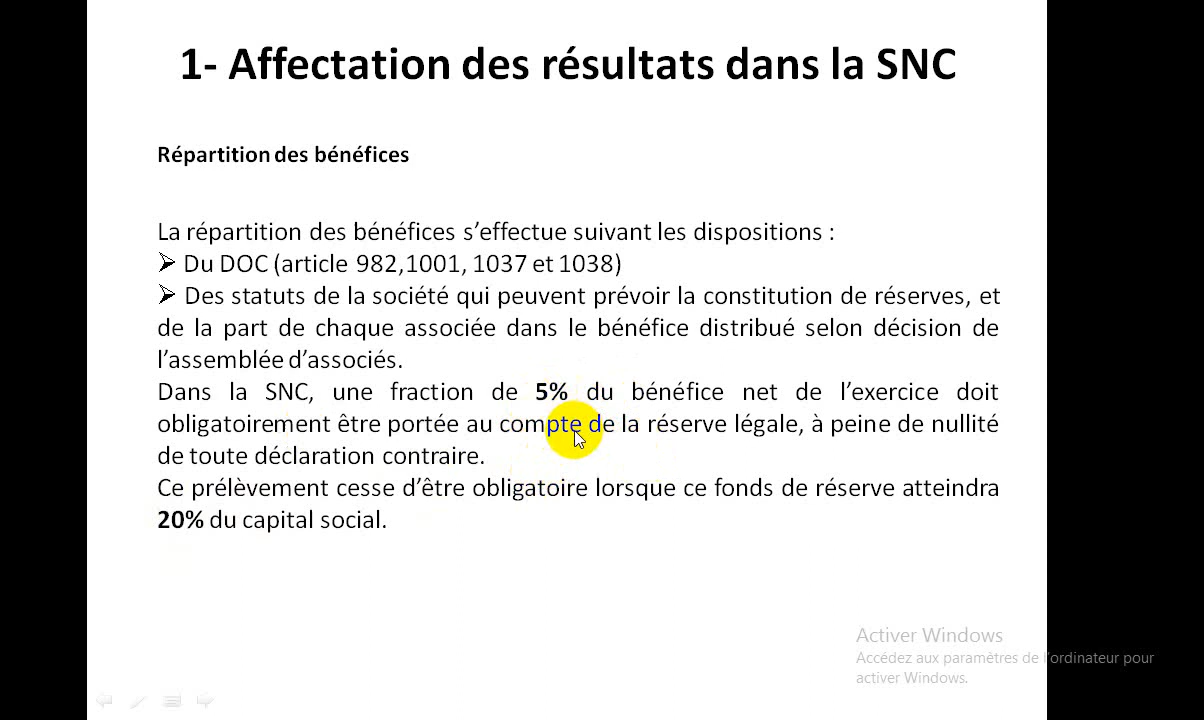 1- Affectation des résultats dans la SNC
Répartition des bénéfices
La répartition des bénéfices s’effectue suivant les dispositions :
➢ Du DOC (article 982,1001, 1037 et 1038)
➢ Des statuts de la société qui peuvent prévoir la constitution de réserves, et
de la part de chaque associée dans le bénéfice distribué selon décision de
l’assemblée d’associés.
Dans la SNC, une fraction de 5% du bénéfice net de l’exercice doit
obligatoirement être portée au compte de la réserve légale, à peine de nullité
de toute déclaration contraire.
Ce prélèvement cesse d’être obligatoire lorsque ce fonds de réserve atteindra
20% du capital social.
Activer Windows
Accédez aux paramètres de l'ordinateur pour
activer Windows.